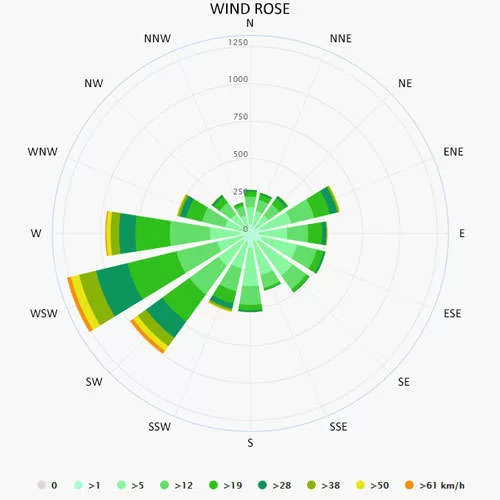 WIND ROSE
N
NNW
NNE
1250
NW
NE
1000
750
WNW
ENE
500
250
W
0
E
WSW
ESE
SW
SE
SSW
SSE
S
0 >1 >5 >12 >19 >28 >38 >50 >61 km/h